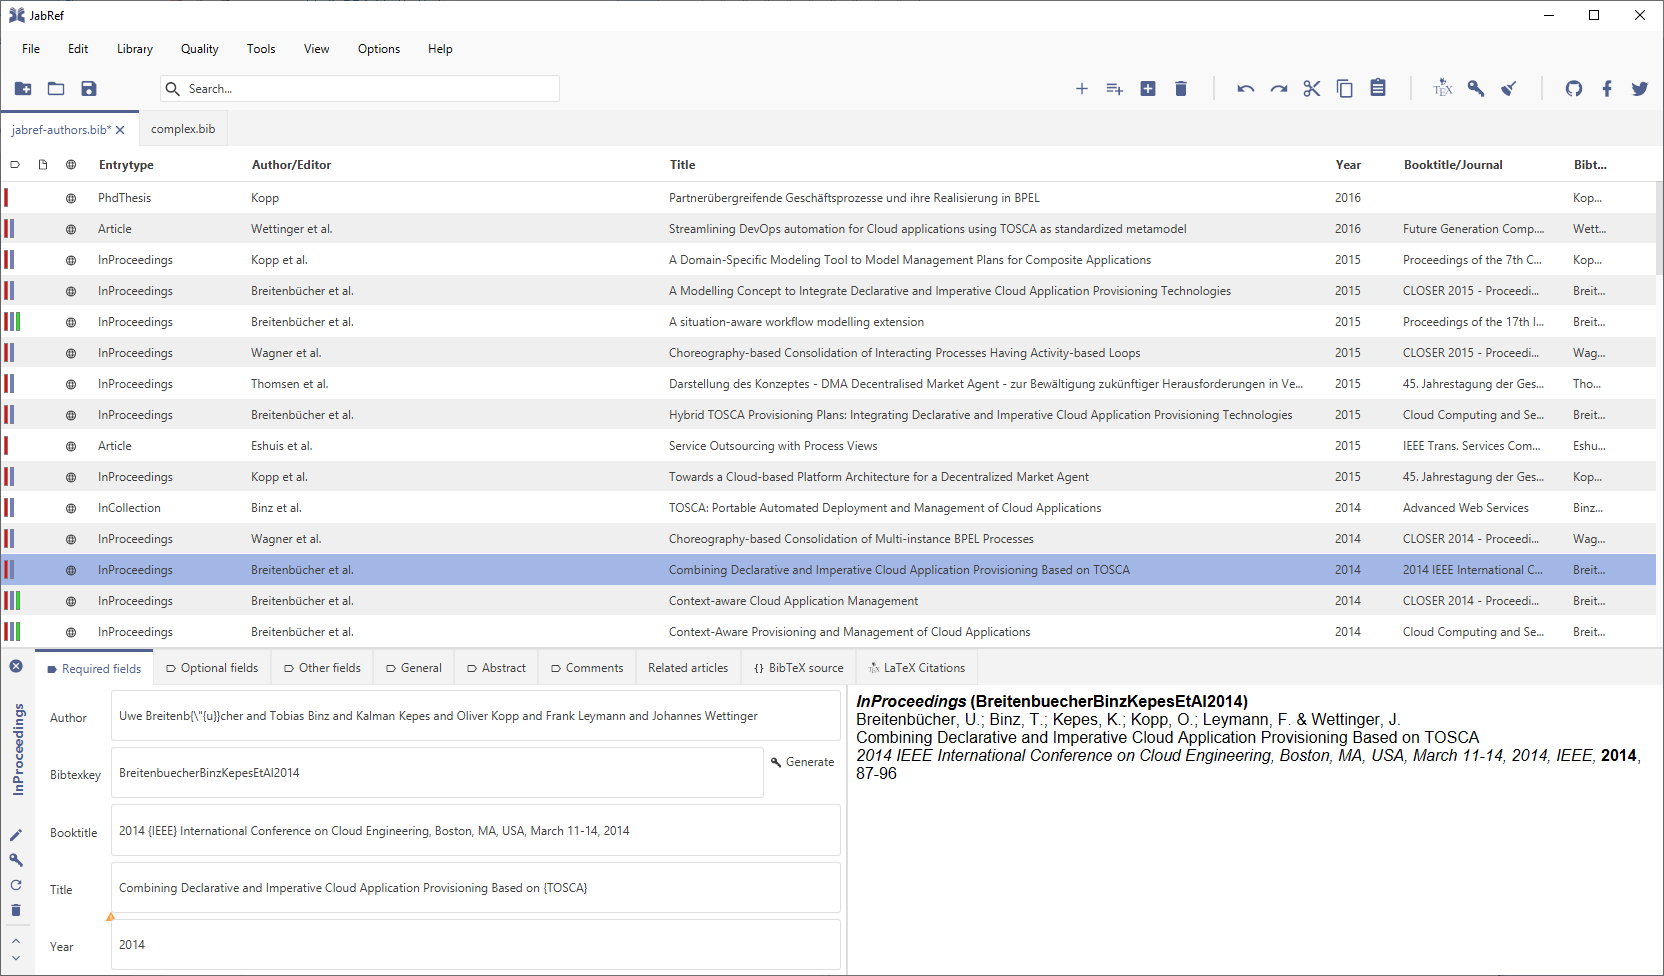 JabRef
File Edit Library Quality Tools View Options Help
Search...
jabref-authors.bib* complex.bib
Entrytype Author/Editor Title Year Booktitle/Journal Bibt...
PhdThesis Kopp Partnerübergreifende Geschäftsprozesse und ihre Realisierung in BPEL 2016 Kop...
Article Wettinger et al. Streamlining DevOps automation for Cloud applications using TOSCA as standardized metamodel 2016 Future Generation Comp.... Wett...
InProceedings Kopp et al. A Domain-Specific Modeling Tool to Model Management Plans for Composite Applications 2015 Proceedings of the 7th C... Kop...
InProceedings Breitenbücher et al. A Modelling Concept to Integrate Declarative and Imperative Cloud Application Provisioning Technologies 2015 CLOSER 2015 - Proceedi... Breit...
InProceedings Breitenbücher et al. A situation-aware workflow modelling extension 2015 Proceedings of the 17th I... Breit...
InProceedings Wagner et al. Choreography-based Consolidation of Interacting Processes Having Activity-based Loops 2015 CLOSER 2015 - Proceedi... Wag...
InProceedings Thomsen et al. Darstellung des Konzeptes - DMA Decentralised Market Agent - zur Bewältigung zukünftiger Herausforderungen in Ve... 2015 45. Jahrestagung der Ges... Tho...
InProceedings Breitenbücher et al. Hybrid TOSCA Provisioning Plans: Integrating Declarative and Imperative Cloud Application Provisioning Technologies 2015 Cloud Computing and Se... Breit...
Article Eshuis et al. Service Outsourcing with Process Views 2015 IEEE Trans. Services Com... Eshu...
InProceedings Kopp et al. Towards a Cloud-based Platform Architecture for a Decentralized Market Agent 2015 45. Jahrestagung der Ges... Kop...
InCollection Binz et al. TOSCA: Portable Automated Deployment and Management of Cloud Applications 2014 Advanced Web Services Binz...
InProceedings Wagner et al. Choreography-based Consolidation of Multi-instance BPEL Processes 2014 CLOSER 2014 - Proceedi... Wag...
InProceedings Breitenbücher et al. Combining Declarative and Imperative Cloud Application Provisioning Based on TOSCA 2014 2014 IEEE International C... Breit...
InProceedings Breitenbücher et al. Context-aware Cloud Application Management 2014 CLOSER 2014 - Proceedi... Breit...
InProceedings Breitenbücher et al. Context-Aware Provisioning and Management of Cloud Applications 2014 Cloud Computing and Se... Breit...
Required fields Optional fields Other fields General Abstract Comments Related articles {} BibTeX source TEX LaTeX Citations
InProceedings
Author Uwe Breitenb{\"{u}}cher and Tobias Binz and Kalman Kepes and Oliver Kopp and Frank Leymann and Johannes Wettinger
Bibtexkey BreitenbuecherBinzKepesEtAl2014 Generate
Booktitle 2014 {IEEE} International Conference on Cloud Engineering, Boston, MA, USA, March 11-14, 2014
Title Combining Declarative and Imperative Cloud Application Provisioning Based on {TOSCA}
Year 2014
InProceedings (BreitenbuecherBinzKepesEtAl2014)
Breitenbücher, U.; Binz, T.; Kepes, K.; Kopp, O.; Leymann, F. & Wettinger, J.
Combining Declarative and Imperative Cloud Application Provisioning Based on TOSCA
2014 IEEE International Conference on Cloud Engineering, Boston, MA, USA, March 11-14, 2014, IEEE, 2014,
87-96